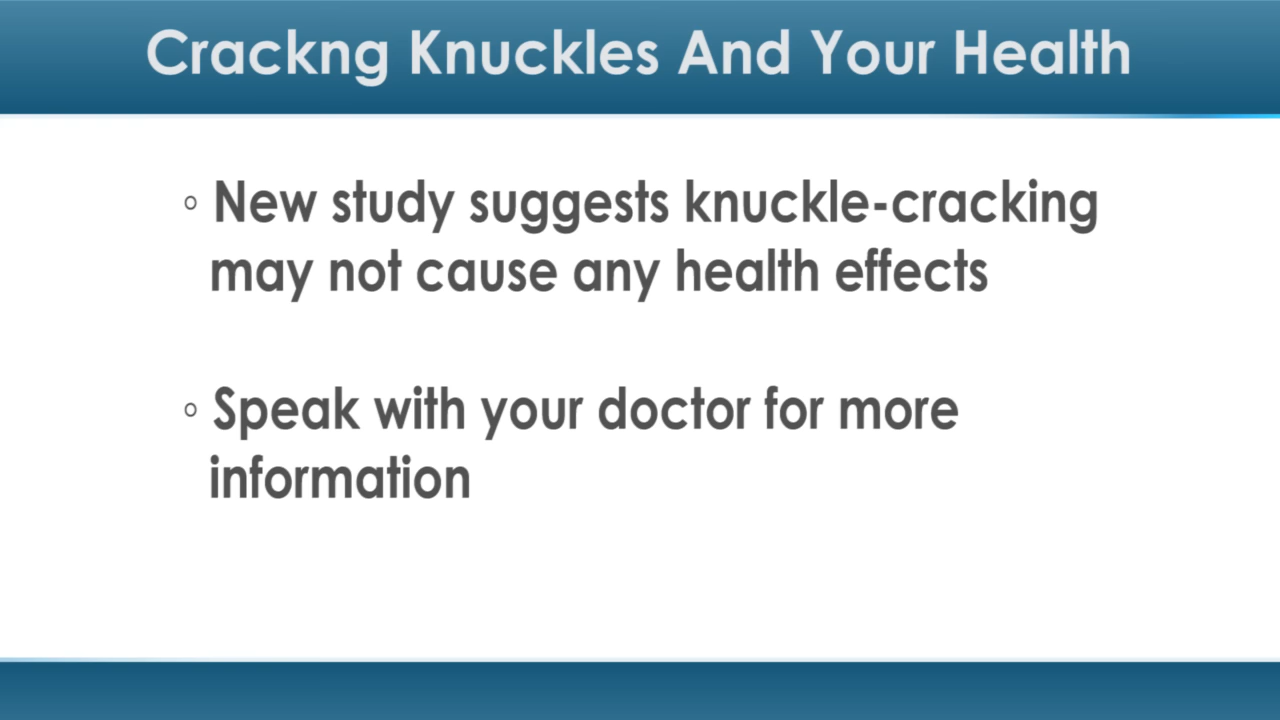 Crackng Knuckles And Your Health
◦ New study suggests knuckle-cracking
may not cause any health effects
◦ Speak with your doctor for more
information